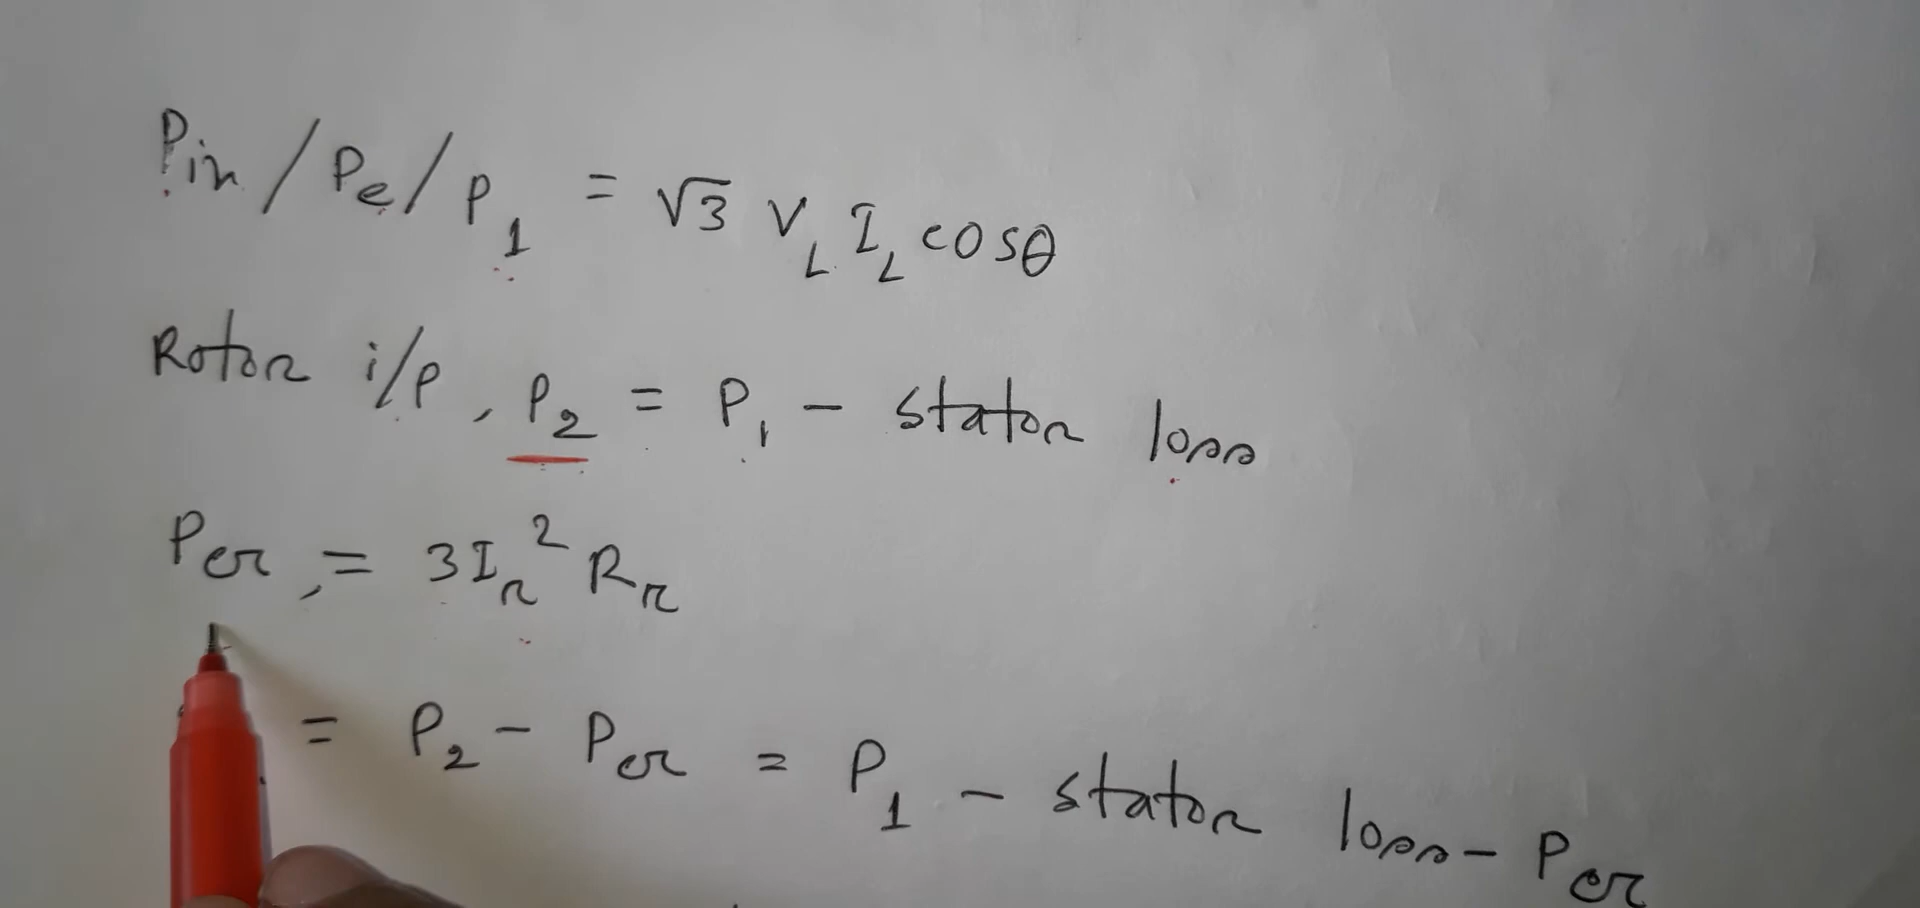 Pin / Pe / P1 = √3 VL IL cosθ
Rotor i/p, P2 = P1 - stator loss
Pcr, = 3Ir² Rr
= P2 - Pcr = P1 - stator loss - Pcr